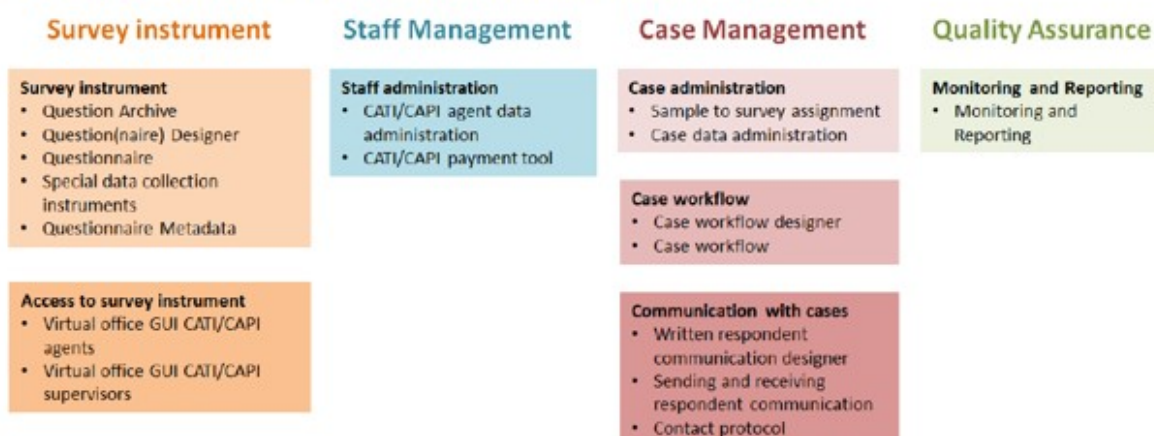 Survey instrument
Staff Management
Case Management
Quality Assurance
Survey instrument
• Question Archive
• Question(naire) Designer
• Questionnaire
• Special data collection
instruments
• Questionnaire Metadata
Access to survey instrument
• Virtual office GUI CATI/CAPI
agents
• Virtual office GUI CATI/CAPI
supervisors
Staff administration
• CATI/CAPI agent data
administration
• CATI/CAPI payment tool
Case administration
• Sample to survey assignment
• Case data administration
Case workflow
• Case workflow designer
• Case workflow
Communication with cases
• Written respondent
communication designer
• Sending and receiving
respondent communication
• Contact protocol
Monitoring and Reporting
• Monitoring and
Reporting